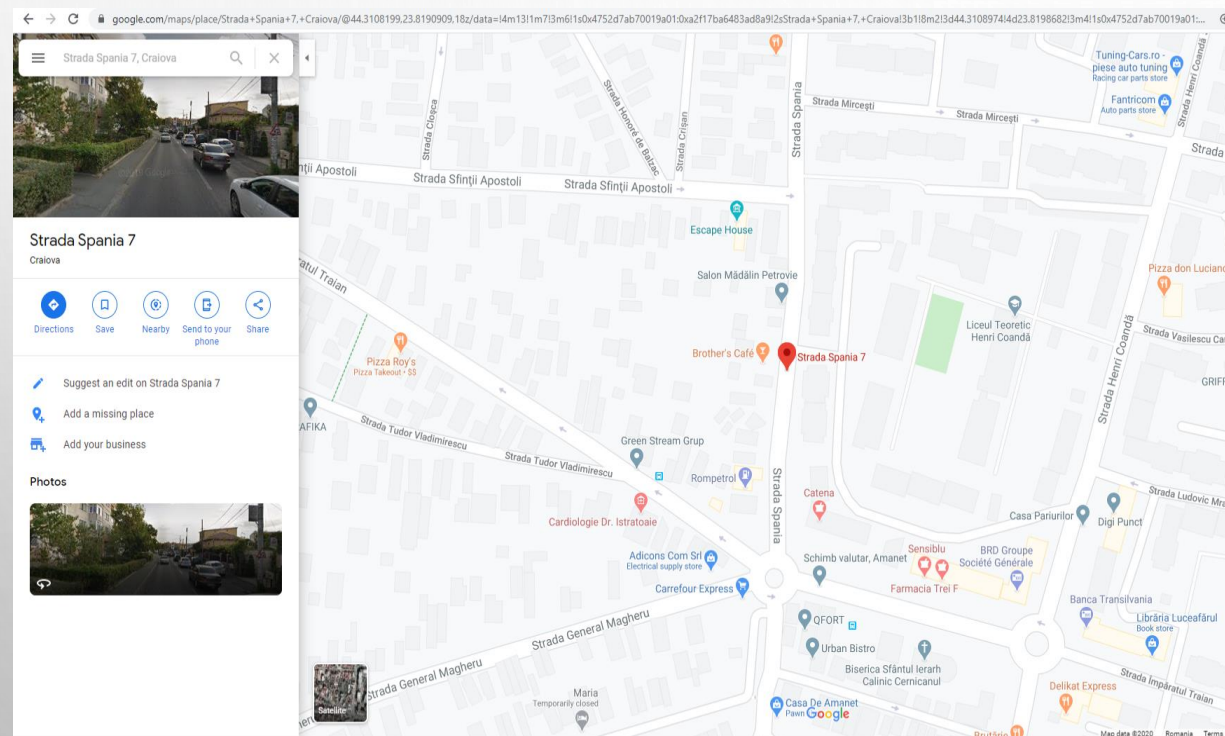 google.com/maps/place/Strada+Spania+7,+Craiova/@44.3108199,23.8190909,18z/data=!4m13!1m7!3m6!1s0x4752d7ab70019a01:0xa2f17ba6483ad8a9!2sStrada+Spania+7,+Craiova!3b1!8m2!3d44.3108974!4d23.8198682!3m4!1s0x4752d7ab70019a01:...
Strada Spania 7, Craiova
Strada Spania 7
Craiova
Directions
Save
Nearby
Send to your
phone
Share
Suggest an edit on Strada Spania 7
Add a missing place
Add your business
Photos
Satellite
Tuning-Cars.ro -
piese auto tuning
Racing car parts store
Fantricom
Auto parts store
Strada Henri Coandă
Strada Mircești
Strada Mircești
Strada
Strada Spania
Strada Cloșca
Strada Honoré de Balzac
Strada Crișan
ții Apostoli
Strada Sfinții Apostoli
Strada Sfinții Apostoli
Escape House
Salon Mădălin Petrovie
Pizza don Luciano
Liceul Teoretic
Henri Coandă
Strada Vasilescu Ca
Strada Henri Coandă
GRIFF
Brother's Café
Strada Spania 7
ratul Traian
Pizza Roy's
Pizza Takeout • $$
AFIKA
Strada Tudor Vladimirescu
Strada Tudor Vladimirescu
Green Stream Grup
Rompetrol
Strada Spania
Catena
Cardiologie Dr. Istratoaie
Casa Pariurilor
Digi Punct
Strada Ludovic Mra
Adicons Com Srl
Electrical supply store
Schimb valutar, Amanet
Sensiblu
Farmacia Trei F
BRD Groupe
Société Générale
Carrefour Express
Banca Transilvania
Librăria Luceafărul
Book store
QFORT
Urban Bistro
Biserica Sfântul Ierarh
Calinic Cernicanul
Strada General Magheru
Strada General Magheru
Strada Împăratul Traian
Delikat Express
Maria
Temporarily closed
Casa De Amanet
Pawn
Google
Brutărie
Map data ©2020
Romania
Terms